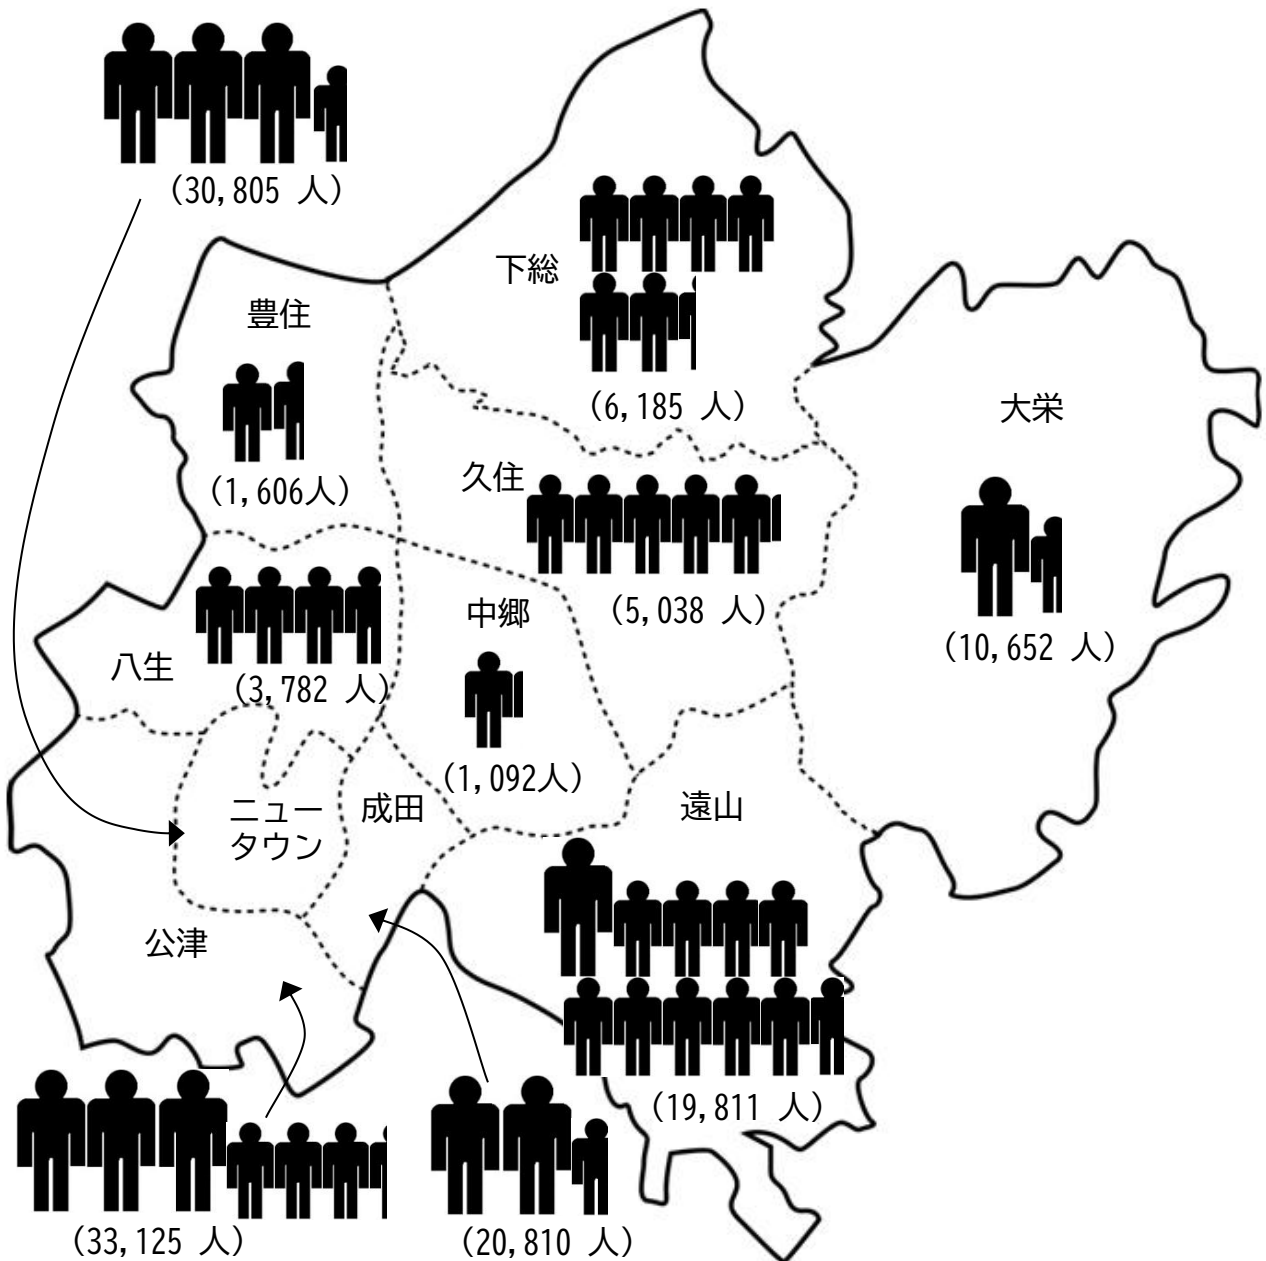 (30,805 人)
下総
(6,185 人)
豊住
(1,606人)
大栄
(10,652 人)
久住
(5,038 人)
八生
(3,782 人)
中郷
(1,092人)
ニュー
タウン
成田
遠山
(19,811 人)
公津
(33,125 人)
(20,810 人)